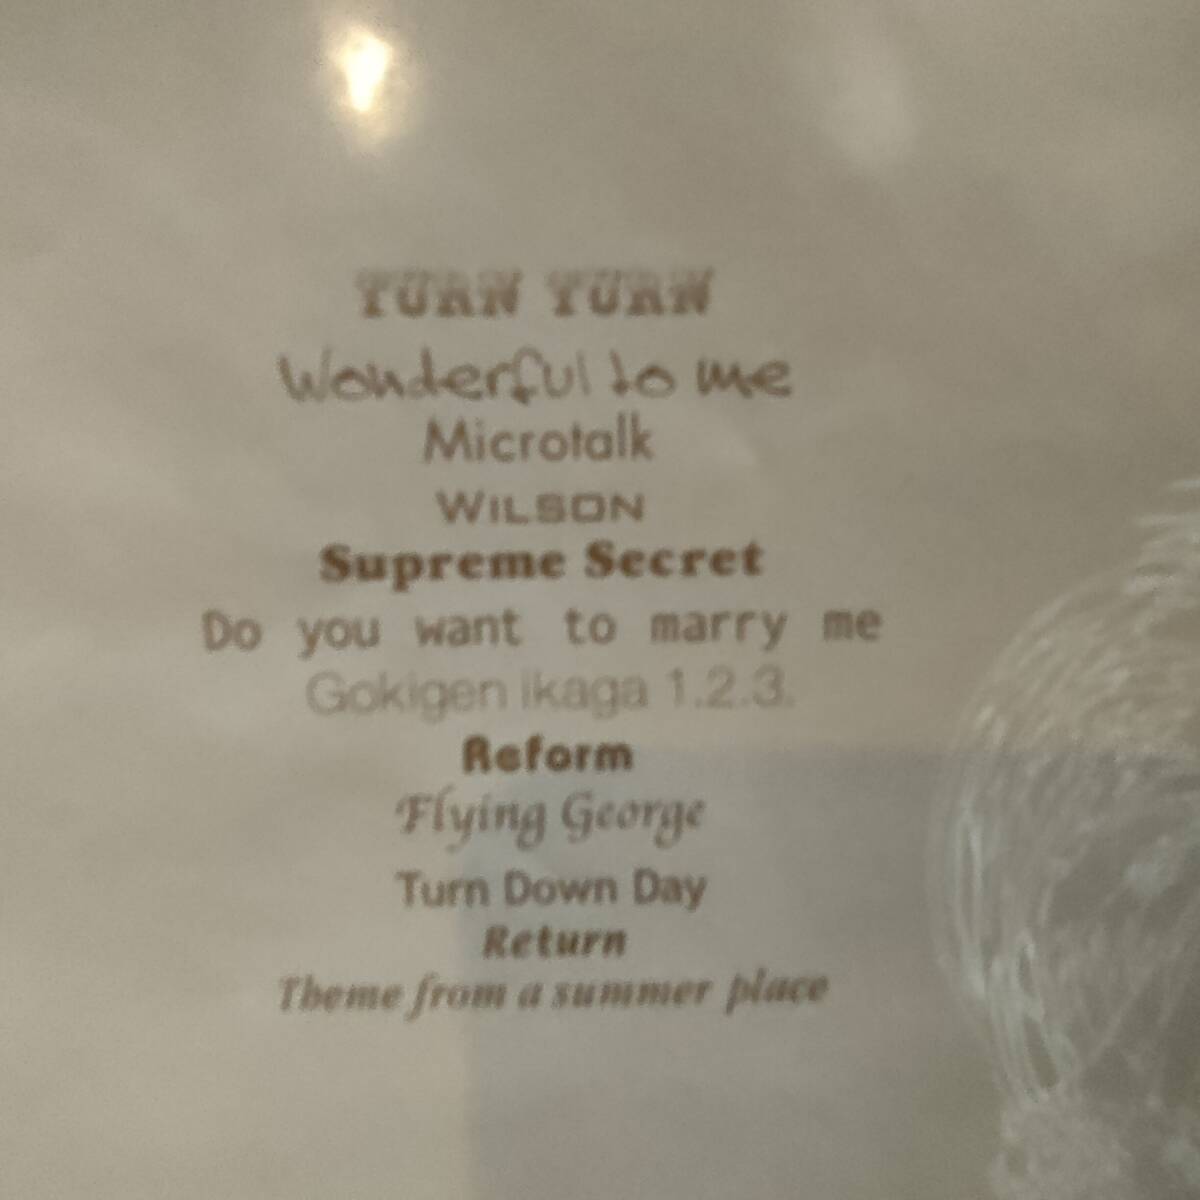 TURN TURN
Wonderful to me
Microtalk
WILSON
Supreme Secret
Do you want to marry me
Gokigen ikaga 1.2.3.
Reform
Flying George
Turn Down Day
Return
Theme from a summer place